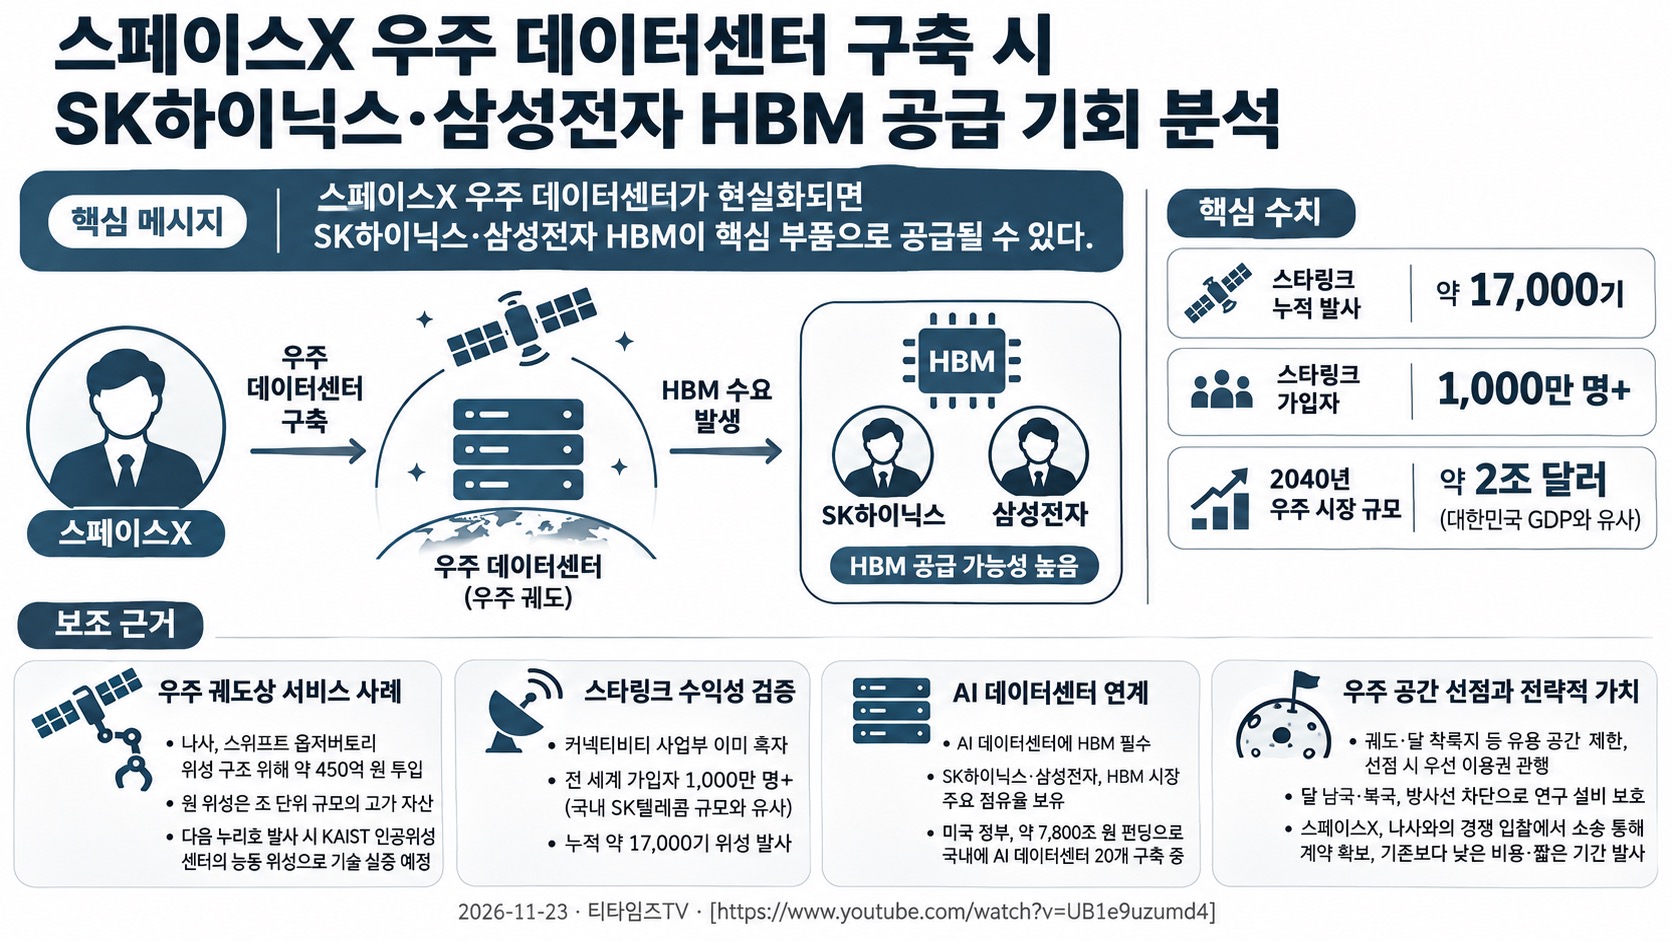 스페이스X 우주 데이터센터 구축 시
SK하이닉스·삼성전자 HBM 공급 기회 분석
핵심 메시지
스페이스X 우주 데이터센터가 현실화되면
SK하이닉스·삼성전자 HBM이 핵심 부품으로 공급될 수 있다.
스페이스X
우주
데이터센터
구축
우주 데이터센터
(우주 궤도)
HBM 수요
발생
HBM
SK하이닉스
삼성전자
HBM 공급 가능성 높음
핵심 수치
스타링크
누적 발사
약 17,000기
스타링크
가입자
1,000만 명+
2040년
우주 시장 규모
약 2조 달러
(대한민국 GDP와 유사)
보조 근거
우주 궤도상 서비스 사례
• 나사, 스위프트 옵저버토리
위성 구조 위해 약 450억 원 투입
• 원 위성은 조 단위 규모의 고가 자산
• 다음 누리호 발사 시 KAIST 인공위성
센터의 능동 위성으로 기술 실증 예정
스타링크 수익성 검증
• 커넥티비티 사업부 이미 흑자
• 전 세계 가입자 1,000만 명+
(국내 SK텔레콤 규모와 유사)
• 누적 약 17,000기 위성 발사
AI 데이터센터 연계
• AI 데이터센터에 HBM 필수
• SK하이닉스·삼성전자, HBM 시장
주요 점유율 보유
• 미국 정부, 약 7,800조 원 펀딩으로
국내에 AI 데이터센터 20개 구축 중
우주 공간 선점과 전략적 가치
• 궤도·달 착륙지 등 유용 공간 제한,
선점 시 우선 이용권 관행
• 달 남극·북극, 방사선 차단으로 연구 설비 보호
• 스페이스X, 나사와의 경쟁 입찰에서 소송 통해
계약 확보, 기존보다 낮은 비용·짧은 기간 발사
2026-11-23 · 티타임즈TV · [https://www.youtube.com/watch?v=UB1e9uzumd4]